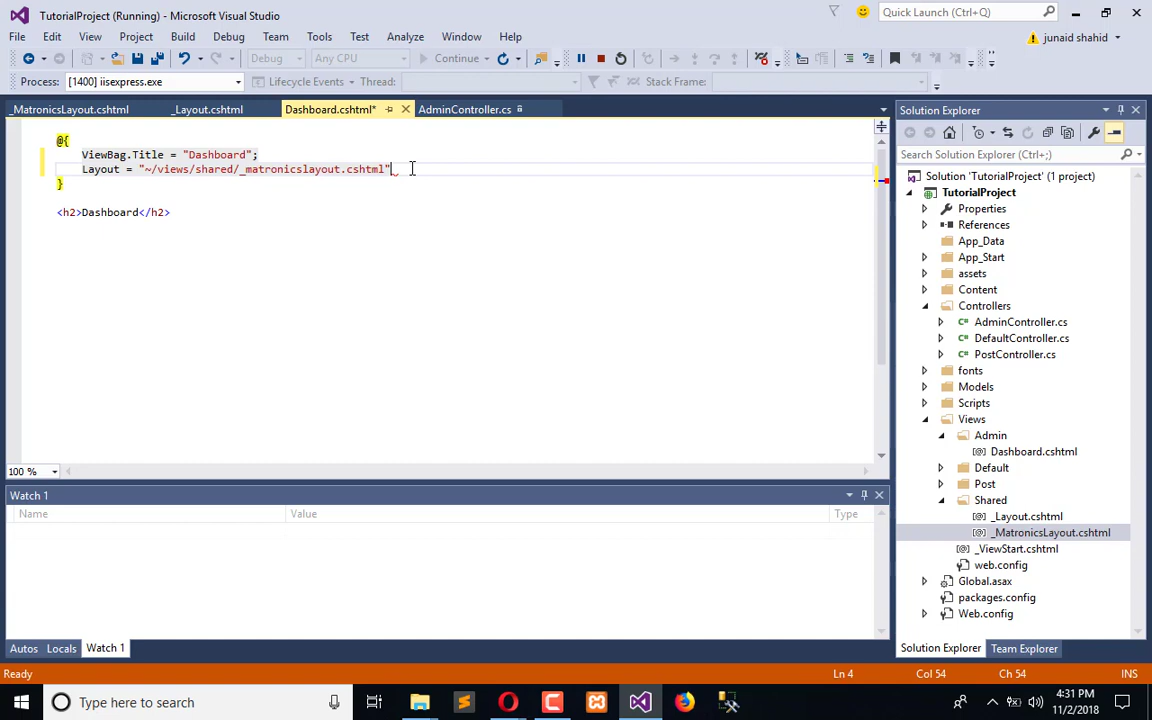 TutorialProject (Running) - Microsoft Visual Studio
Quick Launch (Ctrl+Q)
File Edit View Project Build Debug Team Tools Test Analyze Window Help
junaid shahid
Debug Any CPU Continue
Process: [1400] iisexpress.exe Lifecycle Events Thread: Stack Frame:
_MatronicsLayout.cshtml _Layout.cshtml Dashboard.cshtml* AdminController.cs
Solution Explorer
@{
ViewBag.Title = "Dashboard";
Layout = "~/views/shared/_matronicslayout.cshtml"
}
<h2>Dashboard</h2>
Search Solution Explorer (Ctrl+;)
Solution 'TutorialProject' (1 project)
TutorialProject
Properties
References
App_Data
App_Start
assets
Content
Controllers
AdminController.cs
DefaultController.cs
PostController.cs
fonts
Models
Scripts
Views
Admin
Dashboard.cshtml
Default
Post
Shared
_Layout.cshtml
_MatronicsLayout.cshtml
_ViewStart.cshtml
web.config
Global.asax
packages.config
Web.config
100 %
Watch 1
Name Value Type
Autos Locals Watch 1
Solution Explorer Team Explorer
Ready Ln 4 Col 54 Ch 54 INS
Type here to search
4:31 PM
11/2/2018